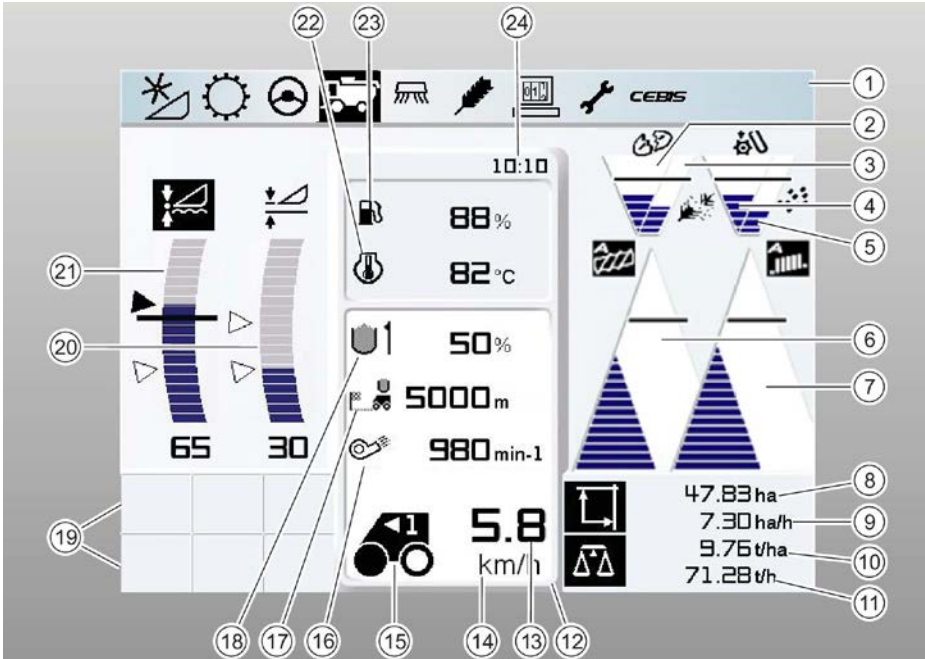 22 23 24
CEBIS 1
2
10:10 3
88% 4
5
82°C A A
21
50% 6
20
5000 m 7
65 30 980 min-1
47.83 ha 8
1 5.8 7.30 ha/h 9
19 9.76 t/ha 10
km/h 71.28 t/h 11
18 17 16 15 14 13 12